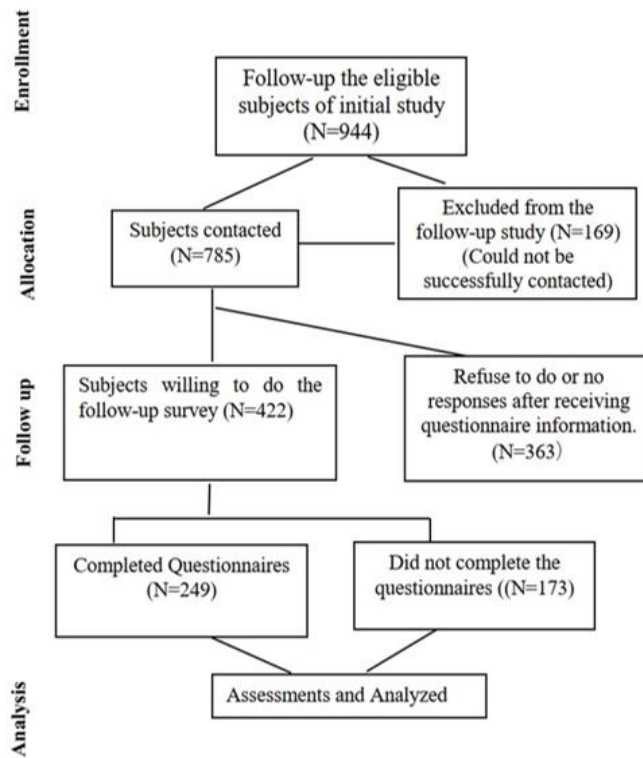 Enrollment
Follow-up the eligible
subjects of initial study
(N=944)
Allocation
Subjects contacted
(N=785)
Excluded from the
follow-up study (N=169)
(Could not be
successfully contacted)
Follow up
Subjects willing to do the
follow-up survey (N=422)
Refuse to do or no
responses after receiving
questionnaire information.
(N=363）
Completed Questionnaires
(N=249)
Did not complete the
questionnaires ((N=173)
Analysis
Assessments and Analyzed